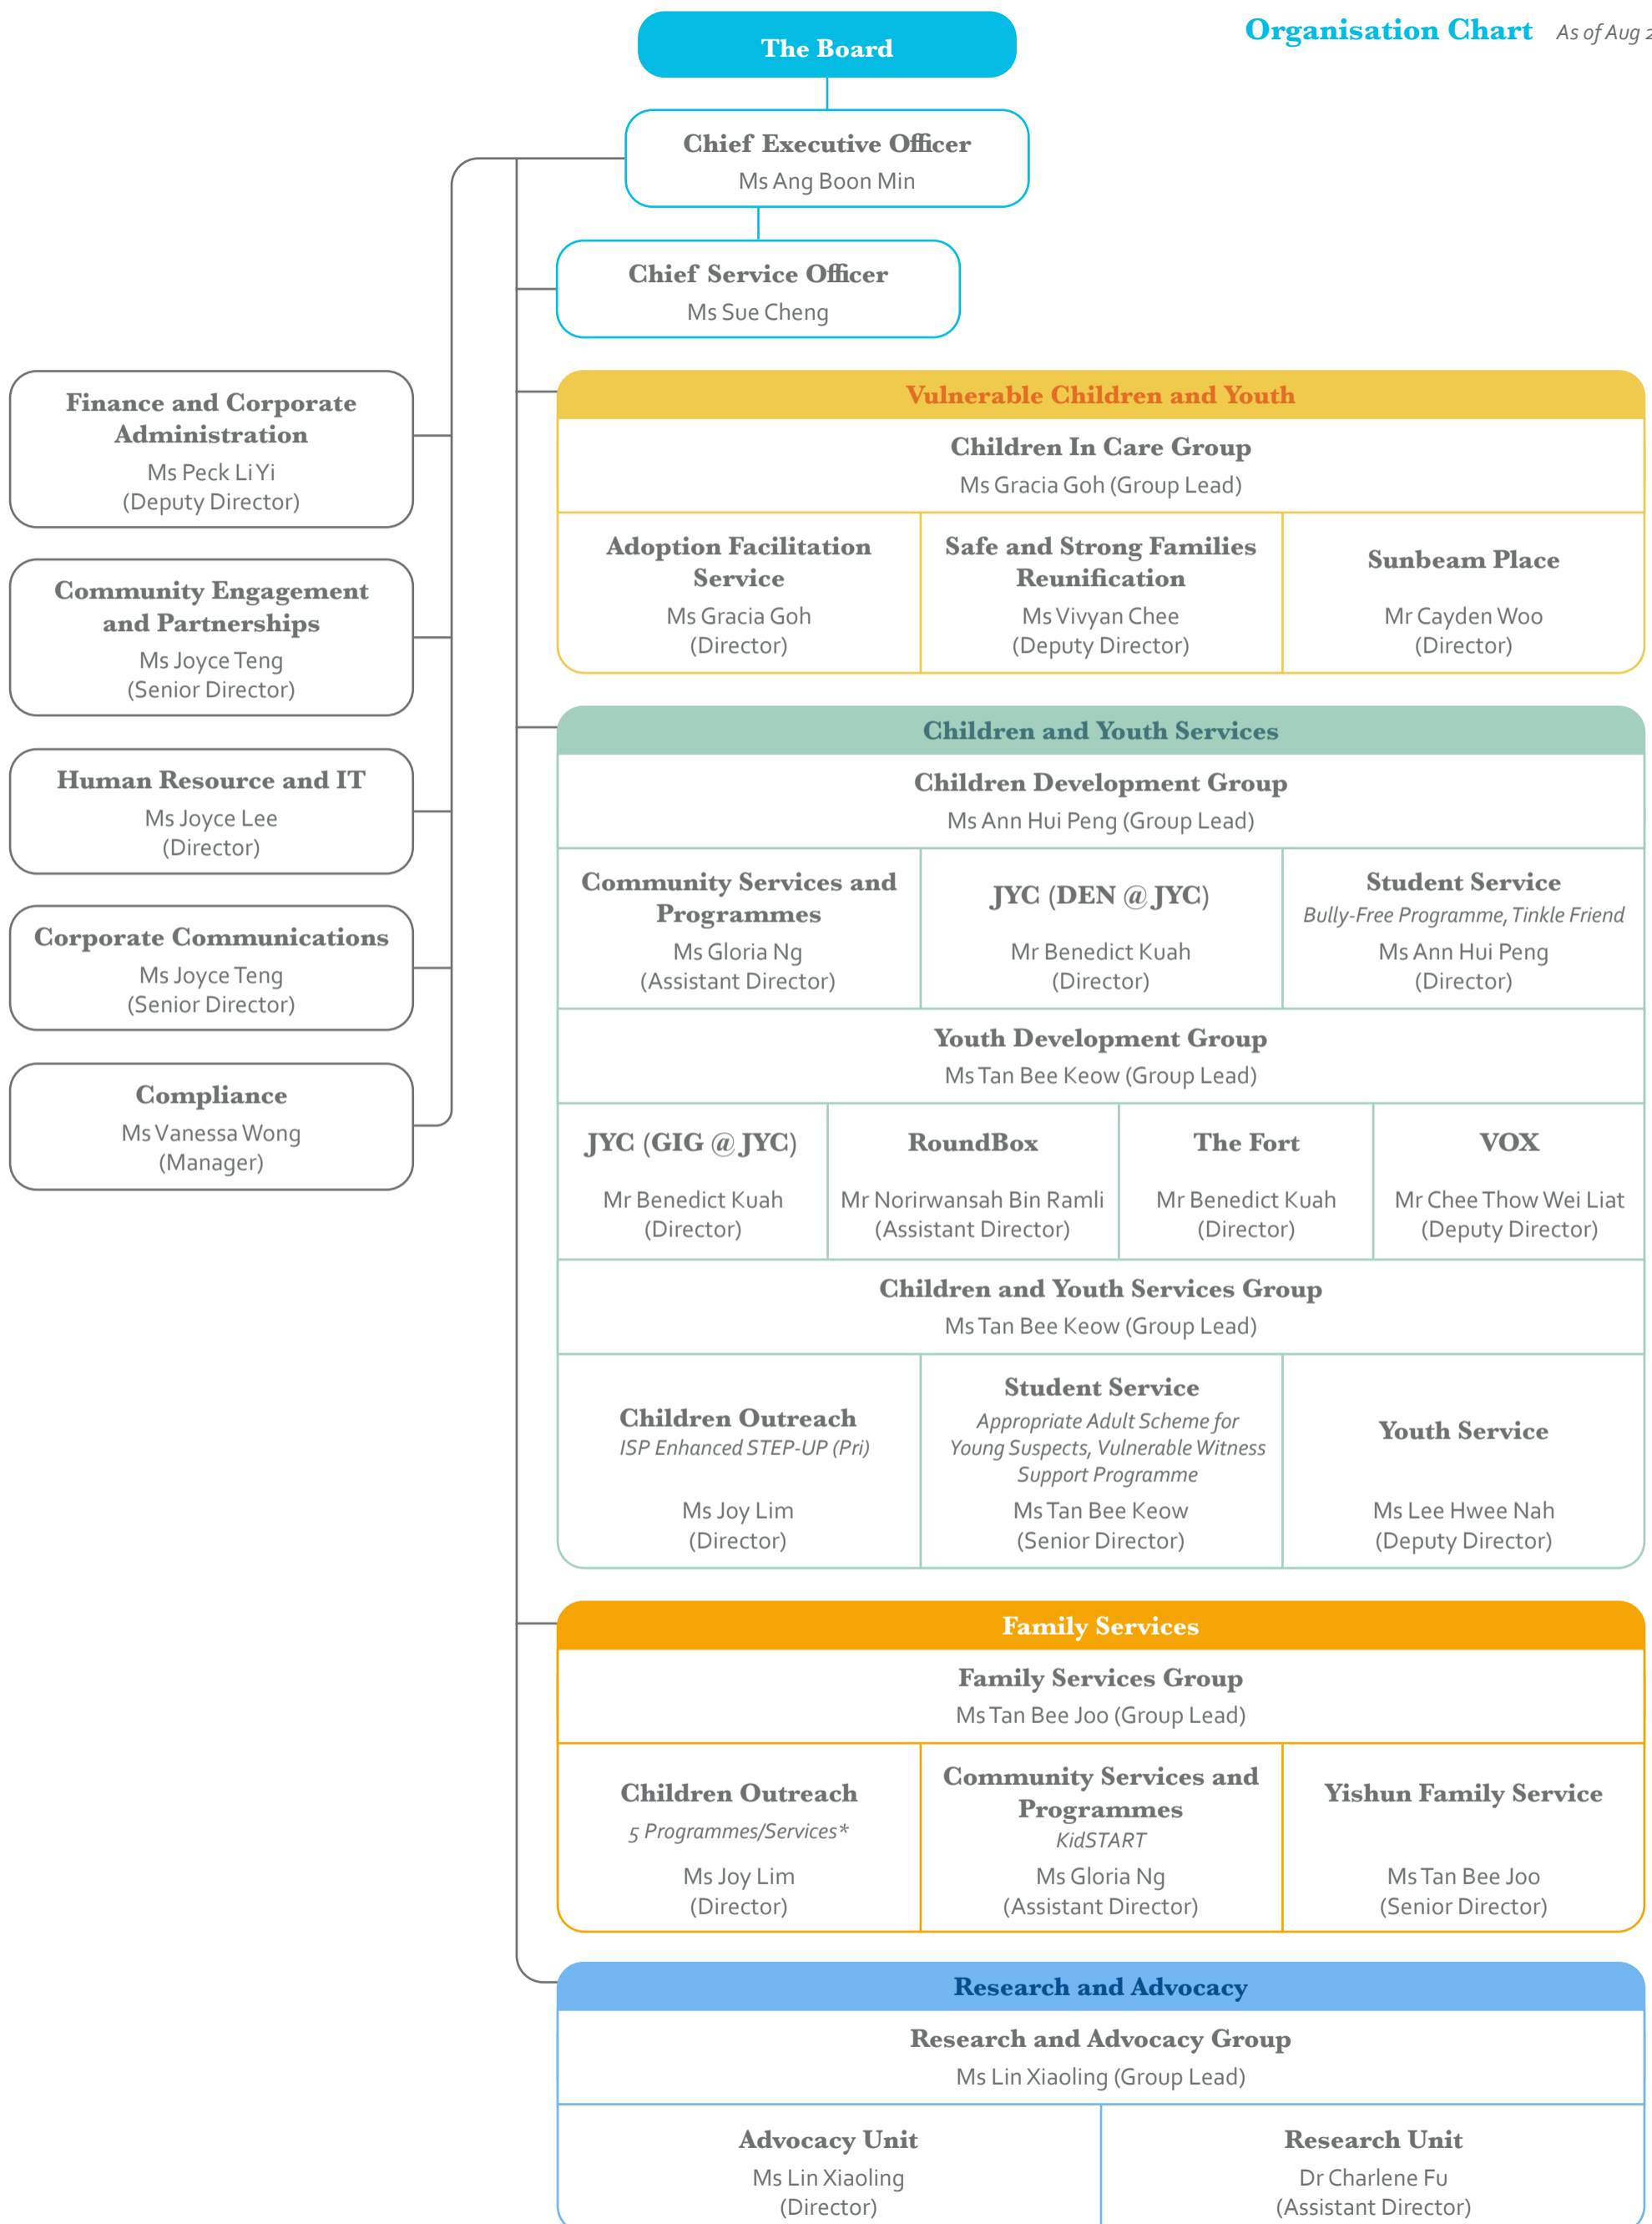 Organisation Chart As of Aug
The Board
Chief Executive Officer
Ms Ang Boon Min
Chief Service Officer
Ms Sue Cheng
Finance and Corporate
Administration
Ms Peck Li Yi
(Deputy Director)
Community Engagement
and Partnerships
Ms Joyce Teng
(Senior Director)
Human Resource and IT
Ms Joyce Lee
(Director)
Corporate Communications
Ms Joyce Teng
(Senior Director)
Compliance
Ms Vanessa Wong
(Manager)
Vulnerable Children and Youth
Children In Care Group
Ms Gracia Goh (Group Lead)
Adoption Facilitation
Service
Ms Gracia Goh
(Director)
Safe and Strong Families
Reunification
Ms Vivyan Chee
(Deputy Director)
Sunbeam Place
Mr Cayden Woo
(Director)
Children and Youth Services
Children Development Group
Ms Ann Hui Peng (Group Lead)
Community Services and
Programmes
Ms Gloria Ng
(Assistant Director)
JYC (DEN @ JYC)
Mr Benedict Kuah
(Director)
Student Service
Bully-Free Programme, Tinkle Friend
Ms Ann Hui Peng
(Director)
Youth Development Group
Ms Tan Bee Keow (Group Lead)
JYC (GIG @ JYC)
Mr Benedict Kuah
(Director)
RoundBox
Mr Norirwansah Bin Ramli
(Assistant Director)
The Fort
Mr Benedict Kuah
(Director)
VOX
Mr Chee Thow Wei Liat
(Deputy Director)
Children and Youth Services Group
Ms Tan Bee Keow (Group Lead)
Children Outreach
ISP Enhanced STEP-UP (Pri)
Ms Joy Lim
(Director)
Student Service
Appropriate Adult Scheme for
Young Suspects, Vulnerable Witness
Support Programme
Ms Tan Bee Keow
(Senior Director)
Youth Service
Ms Lee Hwee Nah
(Deputy Director)
Family Services
Family Services Group
Ms Tan Bee Joo (Group Lead)
Children Outreach
5 Programmes/Services*
Ms Joy Lim
(Director)
Community Services and
Programmes
KidSTART
Ms Gloria Ng
(Assistant Director)
Yishun Family Service
Ms Tan Bee Joo
(Senior Director)
Research and Advocacy
Research and Advocacy Group
Ms Lin Xiaoling (Group Lead)
Advocacy Unit
Ms Lin Xiaoling
(Director)
Research Unit
Dr Charlene Fu
(Assistant Director)